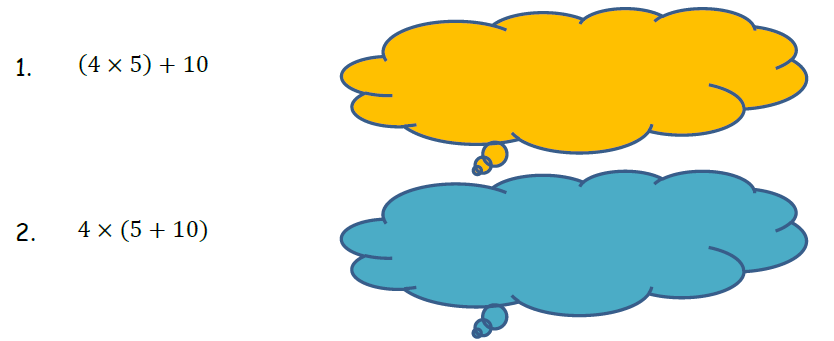 1. (4 × 5) + 10
2. 4 × (5 + 10)